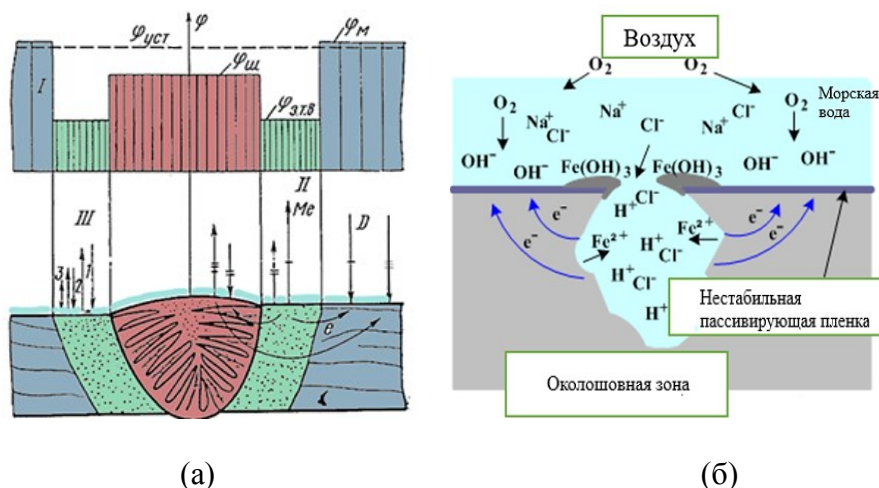 φ
φуст
φм
φш
I
φз.т.в
II
Me
III
D
3
2
1
e
(а)
Воздух
O₂
O₂
O₂
Na⁺
Cl⁻
Cl⁻
Na⁺
Cl⁻
O₂
Морская
вода
OH⁻
OH⁻
Fe(OH)₃
Fe(OH)₃
OH⁻
OH⁻
H⁺
Cl⁻
e⁻
e⁻
Fe²⁺
H⁺
Cl⁻
Fe²⁺
e⁻
e⁻
H⁺
Cl⁻
H⁺
Нестабильная
пассивирующая пленка
Околошовная зона
(б)